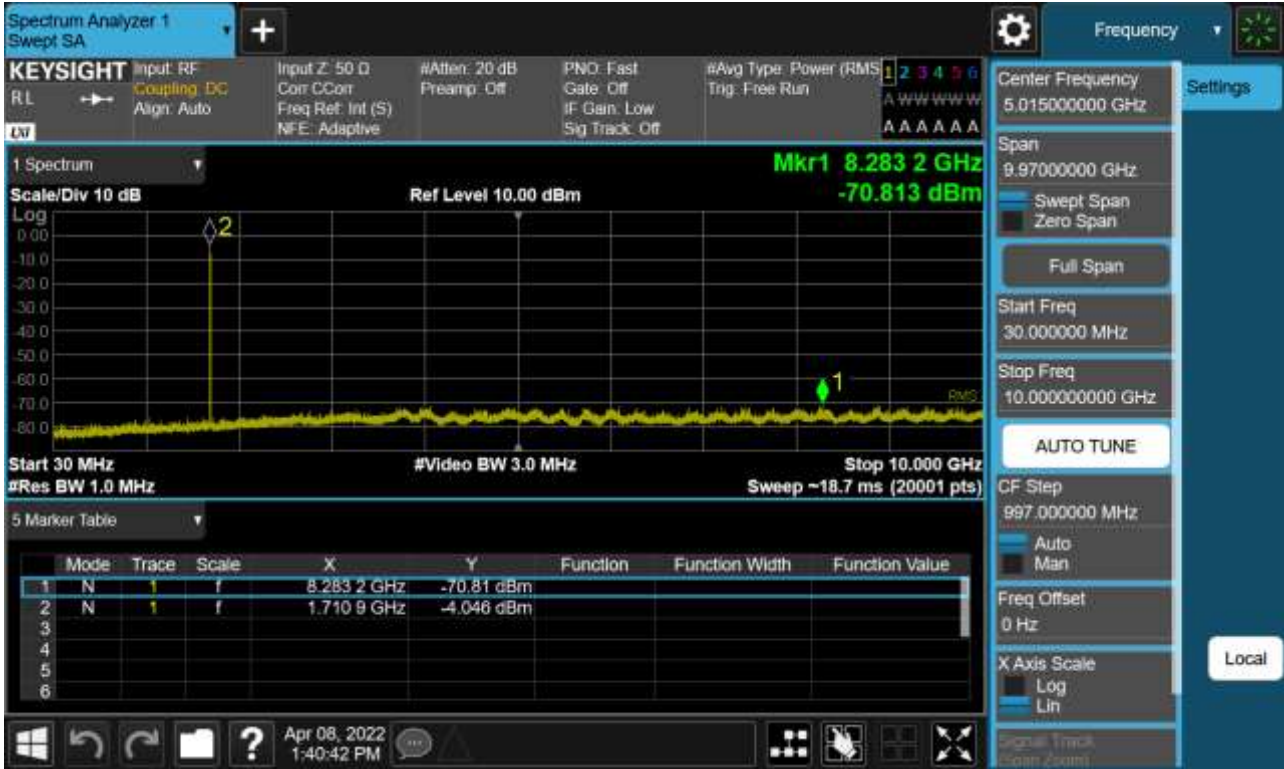 Spectrum Analyzer 1
Swept SA
+
Frequency
KEYSIGHT
RL
LXI
Input: RF
Coupling: DC
Align: Auto
Input Z: 50 Ω
Corr CCorr
Freq Ref: Int (S)
NFE: Adaptive
#Atten: 20 dB
Preamp: Off
PNO: Fast
Gate: Off
IF Gain: Low
Sig Track: Off
#Avg Type: Power (RMS
Trig: Free Run
1 2 3 4 5 6
A W W W W W
A A A A A A
1 Spectrum
Mkr1 8.283 2 GHz
-70.813 dBm
Scale/Div 10 dB
Ref Level 10.00 dBm
Log
0.00
-10.0
-20.0
-30.0
-40.0
-50.0
-60.0
-70.0
-80.0
2
1
RMS
Start 30 MHz
#Video BW 3.0 MHz
Stop 10.000 GHz
#Res BW 1.0 MHz
Sweep ~18.7 ms (20001 pts)
5 Marker Table
Mode Trace Scale X Y Function Function Width Function Value
1 N 1 f 8.283 2 GHz -70.81 dBm
2 N 1 f 1.710 9 GHz -4.046 dBm
3
4
5
6
Apr 08, 2022
1:40:42 PM
?
Center Frequency
5.015000000 GHz
Settings
Span
9.97000000 GHz
Swept Span
Zero Span
Full Span
Start Freq
30.000000 MHz
Stop Freq
10.000000000 GHz
AUTO TUNE
CF Step
997.000000 MHz
Auto
Man
Freq Offset
0 Hz
X Axis Scale
Log
Lin
Local
Signal Track
(Span Zoom)